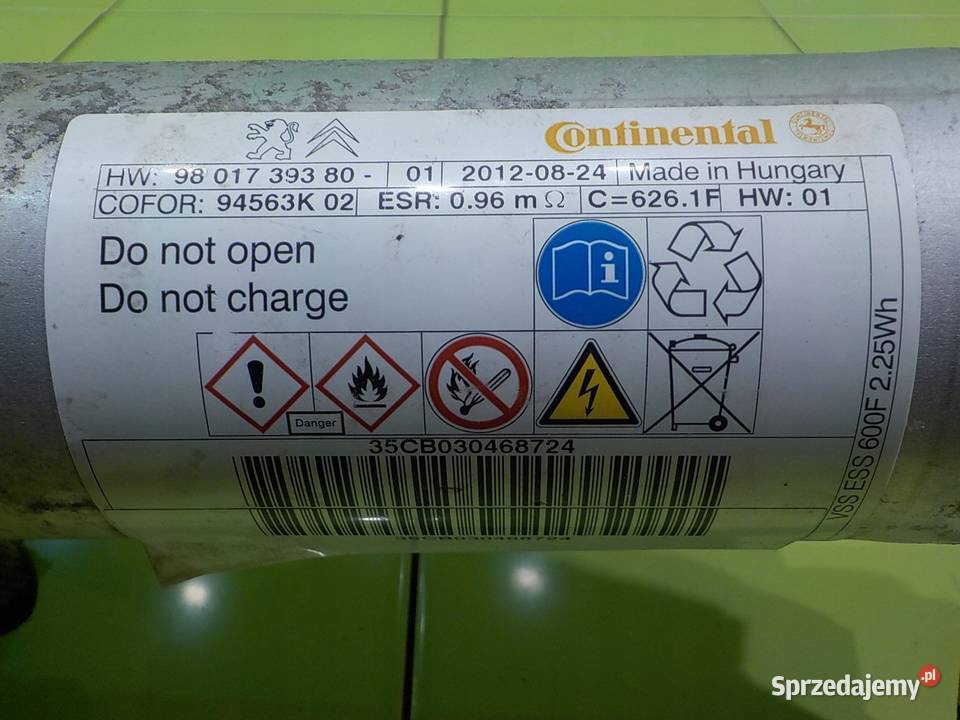 Continental
HW: 98 017 393 80 - 01 2012-08-24 Made in Hungary
COFOR: 94563K 02 ESR: 0.96 mΩ C=626.1F HW: 01
Do not open
Do not charge
Danger
35CB030468724
35CB030468724
VSS ESS 600F 2.25Wh
Sprzedajemy.pl